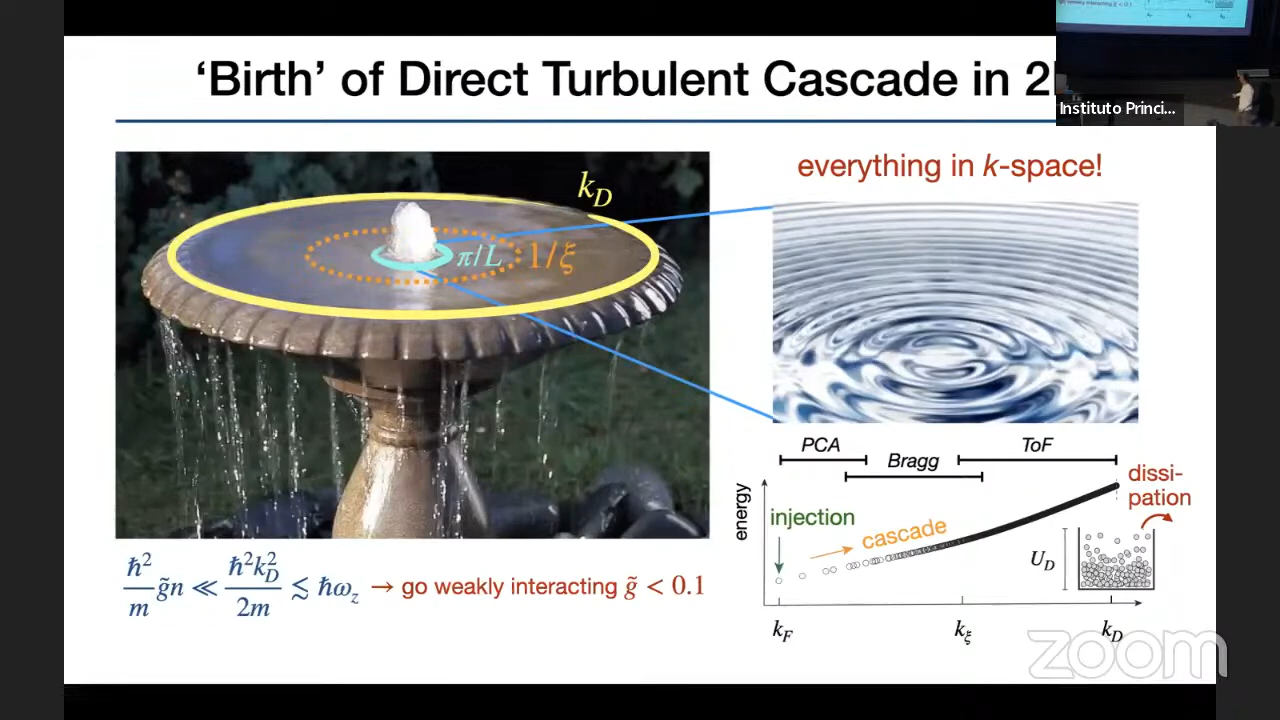 ‘Birth’ of Direct Turbulent Cascade in 2
Instituto Princi...
everything in k-space!
k_D
π/L
1/ξ
PCA
Bragg
ToF
energy
injection
cascade
dissi-
pation
U_D
k_F
k_ξ
k_D
ħ²/m g̃n ≪ ħ²k_D²/2m ≲ ħω_z → go weakly interacting g̃ < 0.1
zoom